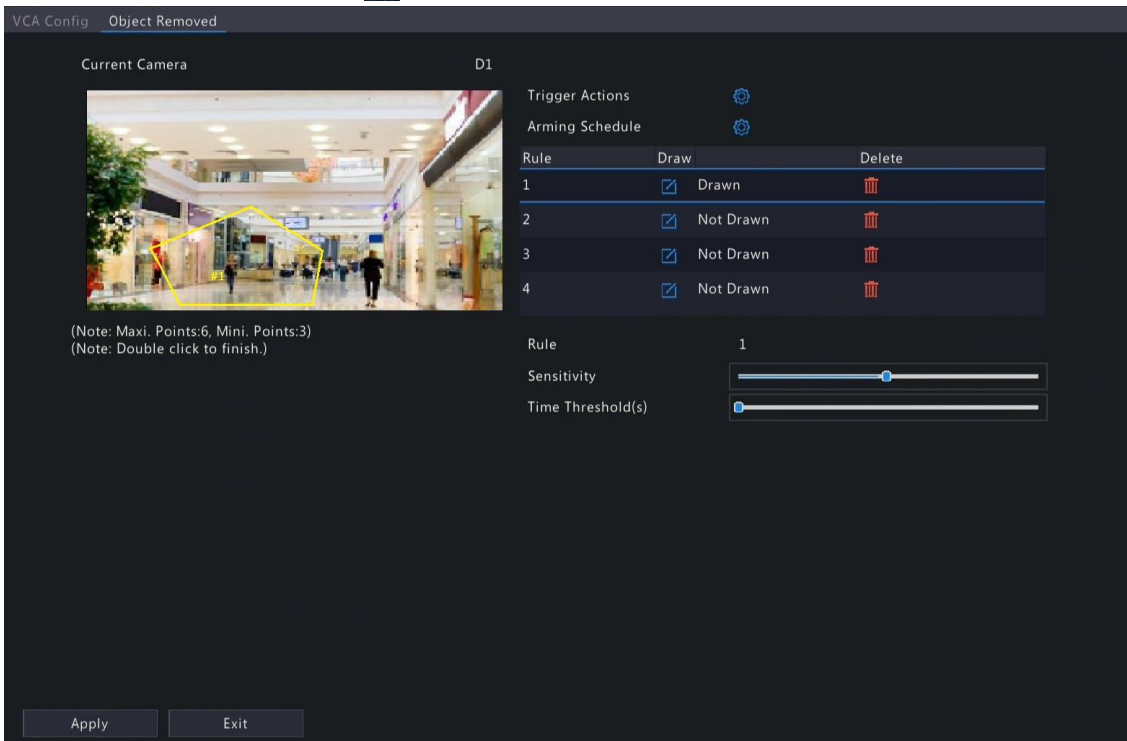 VCA Config Object Removed
Current Camera D1
#1
(Note: Maxi. Points:6, Mini. Points:3)
(Note: Double click to finish.)
Trigger Actions
Arming Schedule
Rule Draw Delete
1 Drawn
2 Not Drawn
3 Not Drawn
4 Not Drawn
Rule 1
Sensitivity
Time Threshold(s)
Apply Exit